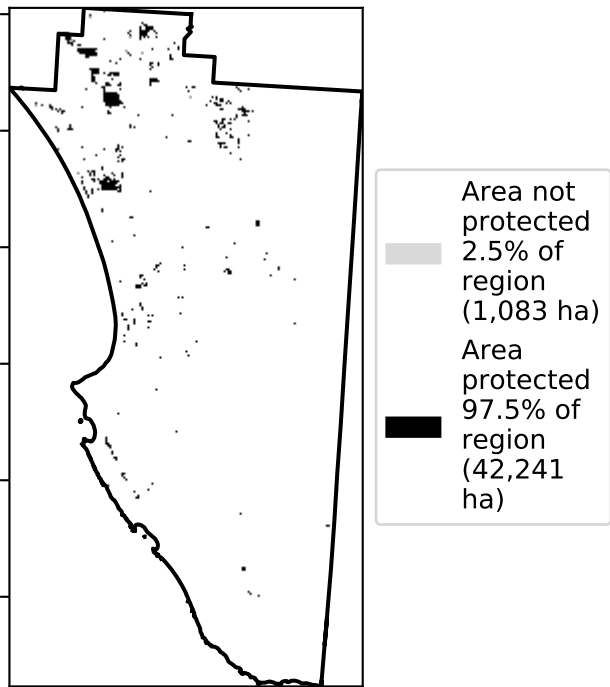 Area not
protected
2.5% of
region
(1,083 ha)
Area
protected
97.5% of
region
(42,241
ha)